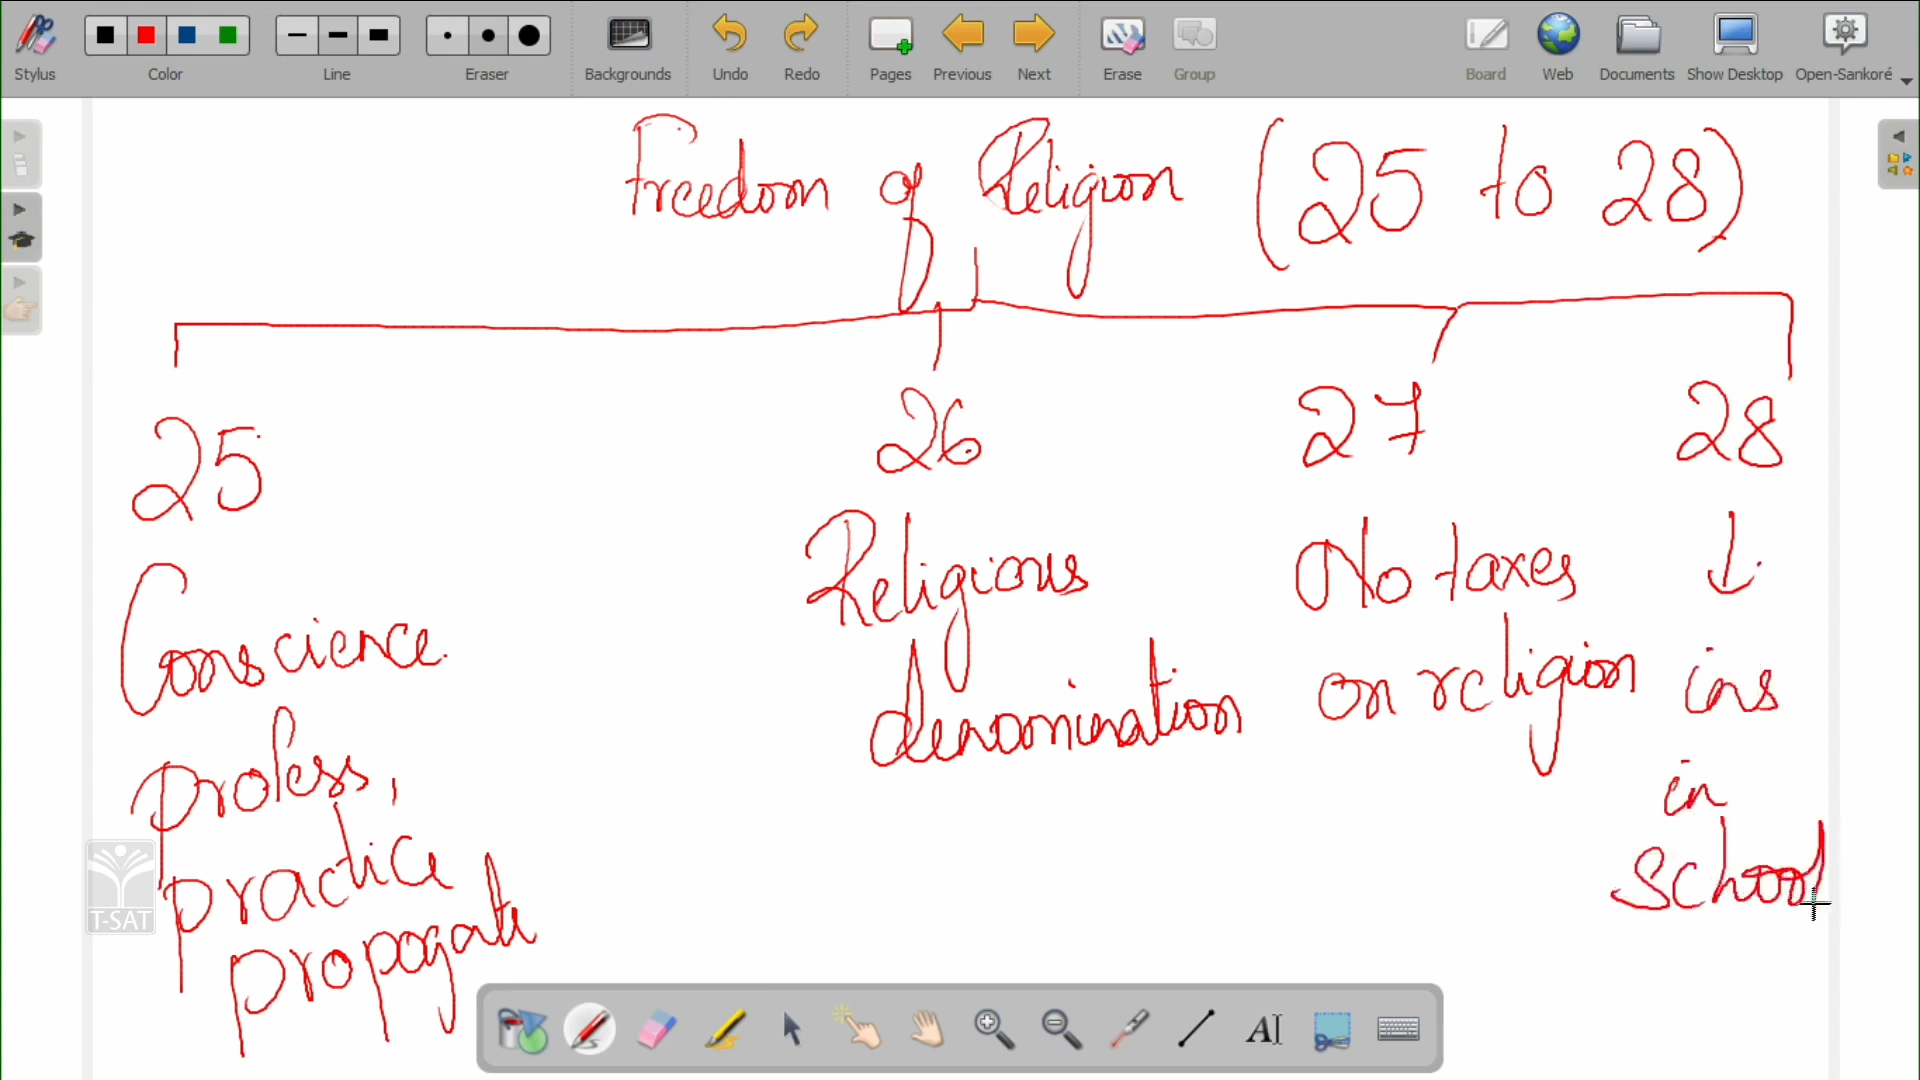 Stylus
Color
Line
Eraser
Backgrounds
Undo
Redo
Pages
Previous
Next
Erase
Group
Board
Web
Documents
Show Desktop
Open-Sankoré
Freedom of Religion (25 to 28)
25
Conscience
profess,
practice
propogate
26
Religious
denomination
27
No taxes
on religion
28
↓
ins
in
School
T-SAT
AI